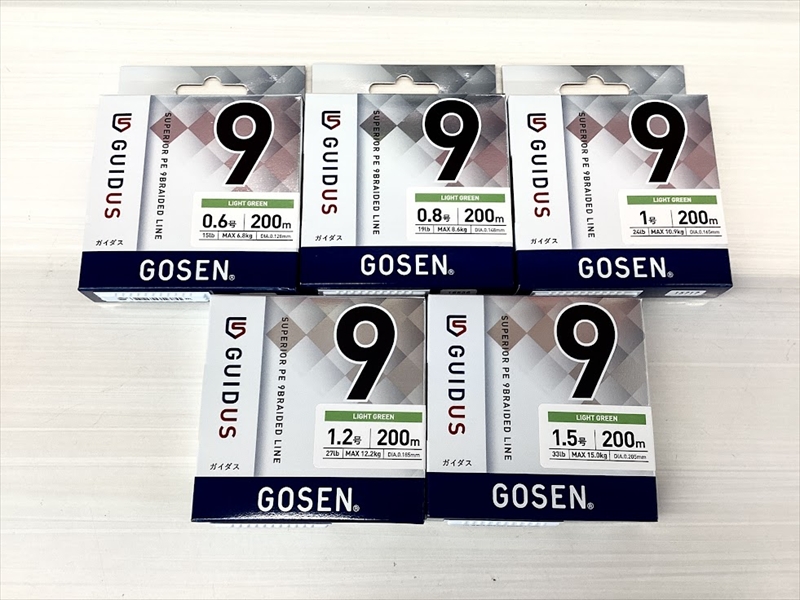 GUIDUS
ガイダス
SUPERIOR PE 9BRAIDED LINE
9
LIGHT GREEN
0.6号 200m
15lb MAX 6.8kg DIA.0.128mm
GOSEN®
GUIDUS
ガイダス
SUPERIOR PE 9BRAIDED LINE
9
LIGHT GREEN
0.8号 200m
19lb MAX 8.6kg DIA.0.148mm
GOSEN®
GUIDUS
ガイダス
SUPERIOR PE 9BRAIDED LINE
9
LIGHT GREEN
1号 200m
24lb MAX 10.9kg DIA.0.165mm
GOSEN®
GUIDUS
ガイダス
SUPERIOR PE 9BRAIDED LINE
9
LIGHT GREEN
1.2号 200m
27lb MAX 12.2kg DIA.0.185mm
GOSEN®
GUIDUS
ガイダス
SUPERIOR PE 9BRAIDED LINE
9
LIGHT GREEN
1.5号 200m
33lb MAX 15.0kg DIA.0.205mm
GOSEN®